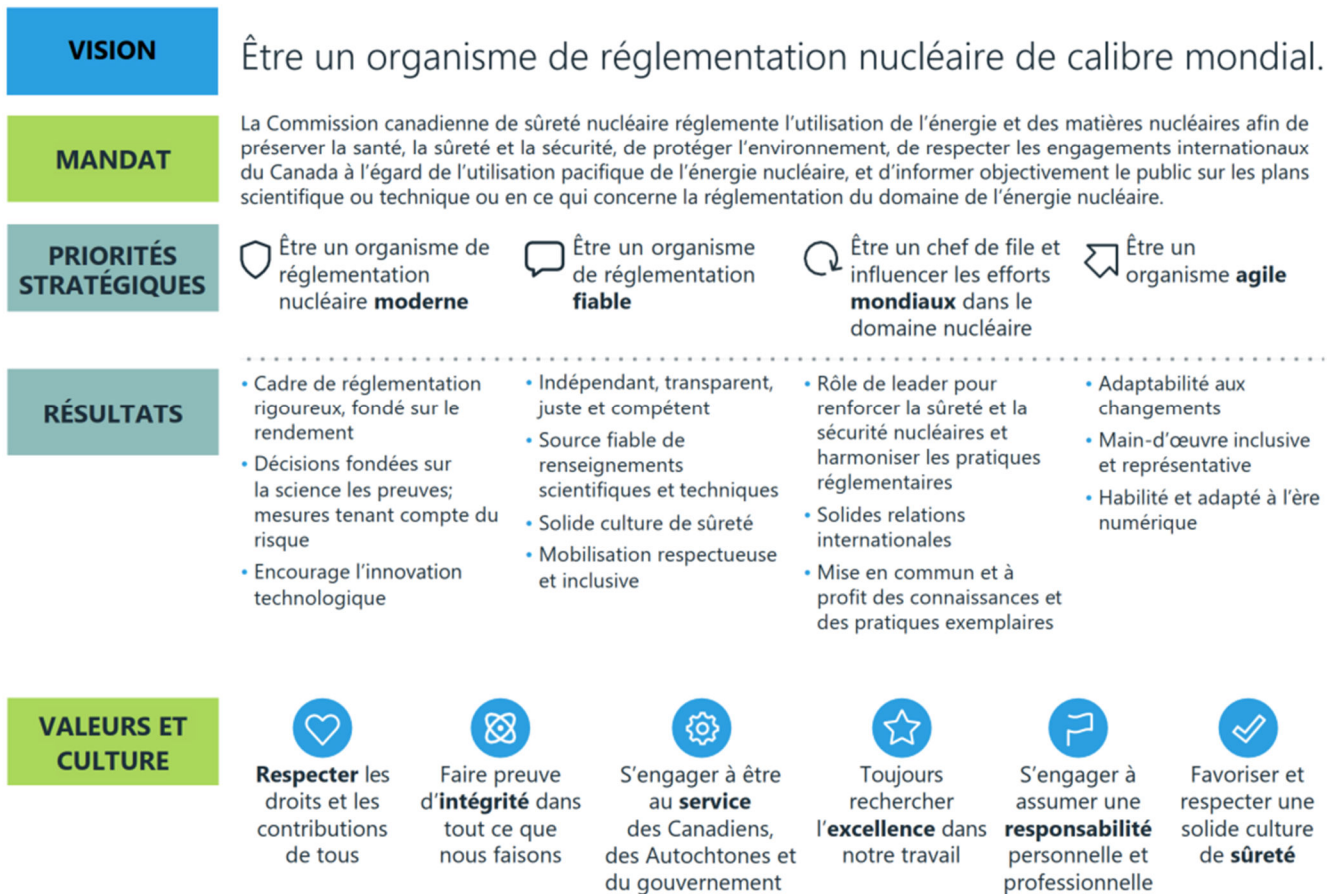 VISION
Être un organisme de réglementation nucléaire de calibre mondial.
MANDAT
La Commission canadienne de sûreté nucléaire réglemente l’utilisation de l’énergie et des matières nucléaires afin de
préserver la santé, la sûreté et la sécurité, de protéger l’environnement, de respecter les engagements internationaux
du Canada à l’égard de l’utilisation pacifique de l’énergie nucléaire, et d’informer objectivement le public sur les plans
scientifique ou technique ou en ce qui concerne la réglementation du domaine de l’énergie nucléaire.
PRIORITÉS
STRATÉGIQUES
Être un organisme de
réglementation
nucléaire moderne
Être un organisme
de réglementation
fiable
Être un chef de file et
influencer les efforts
mondiaux dans le
domaine nucléaire
Être un
organisme agile
RÉSULTATS
• Cadre de réglementation
rigoureux, fondé sur le
rendement
• Décisions fondées sur
la science les preuves;
mesures tenant compte du
risque
• Encourage l’innovation
technologique
• Indépendant, transparent,
juste et compétent
• Source fiable de
renseignements
scientifiques et techniques
• Solide culture de sûreté
• Mobilisation respectueuse
et inclusive
• Rôle de leader pour
renforcer la sûreté et la
sécurité nucléaires et
harmoniser les pratiques
réglementaires
• Solides relations
internationales
• Mise en commun et à
profit des connaissances et
des pratiques exemplaires
• Adaptabilité aux
changements
• Main-d’œuvre inclusive
et représentative
• Habilité et adapté à l’ère
numérique
VALEURS ET
CULTURE
Respecter les
droits et les
contributions
de tous
Faire preuve
d’intégrité dans
tout ce que
nous faisons
S’engager à être
au service
des Canadiens,
des Autochtones et
du gouvernement
Toujours
rechercher
l’excellence dans
notre travail
S’engager à
assumer une
responsabilité
personnelle et
professionnelle
Favoriser et
respecter une
solide culture
de sûreté